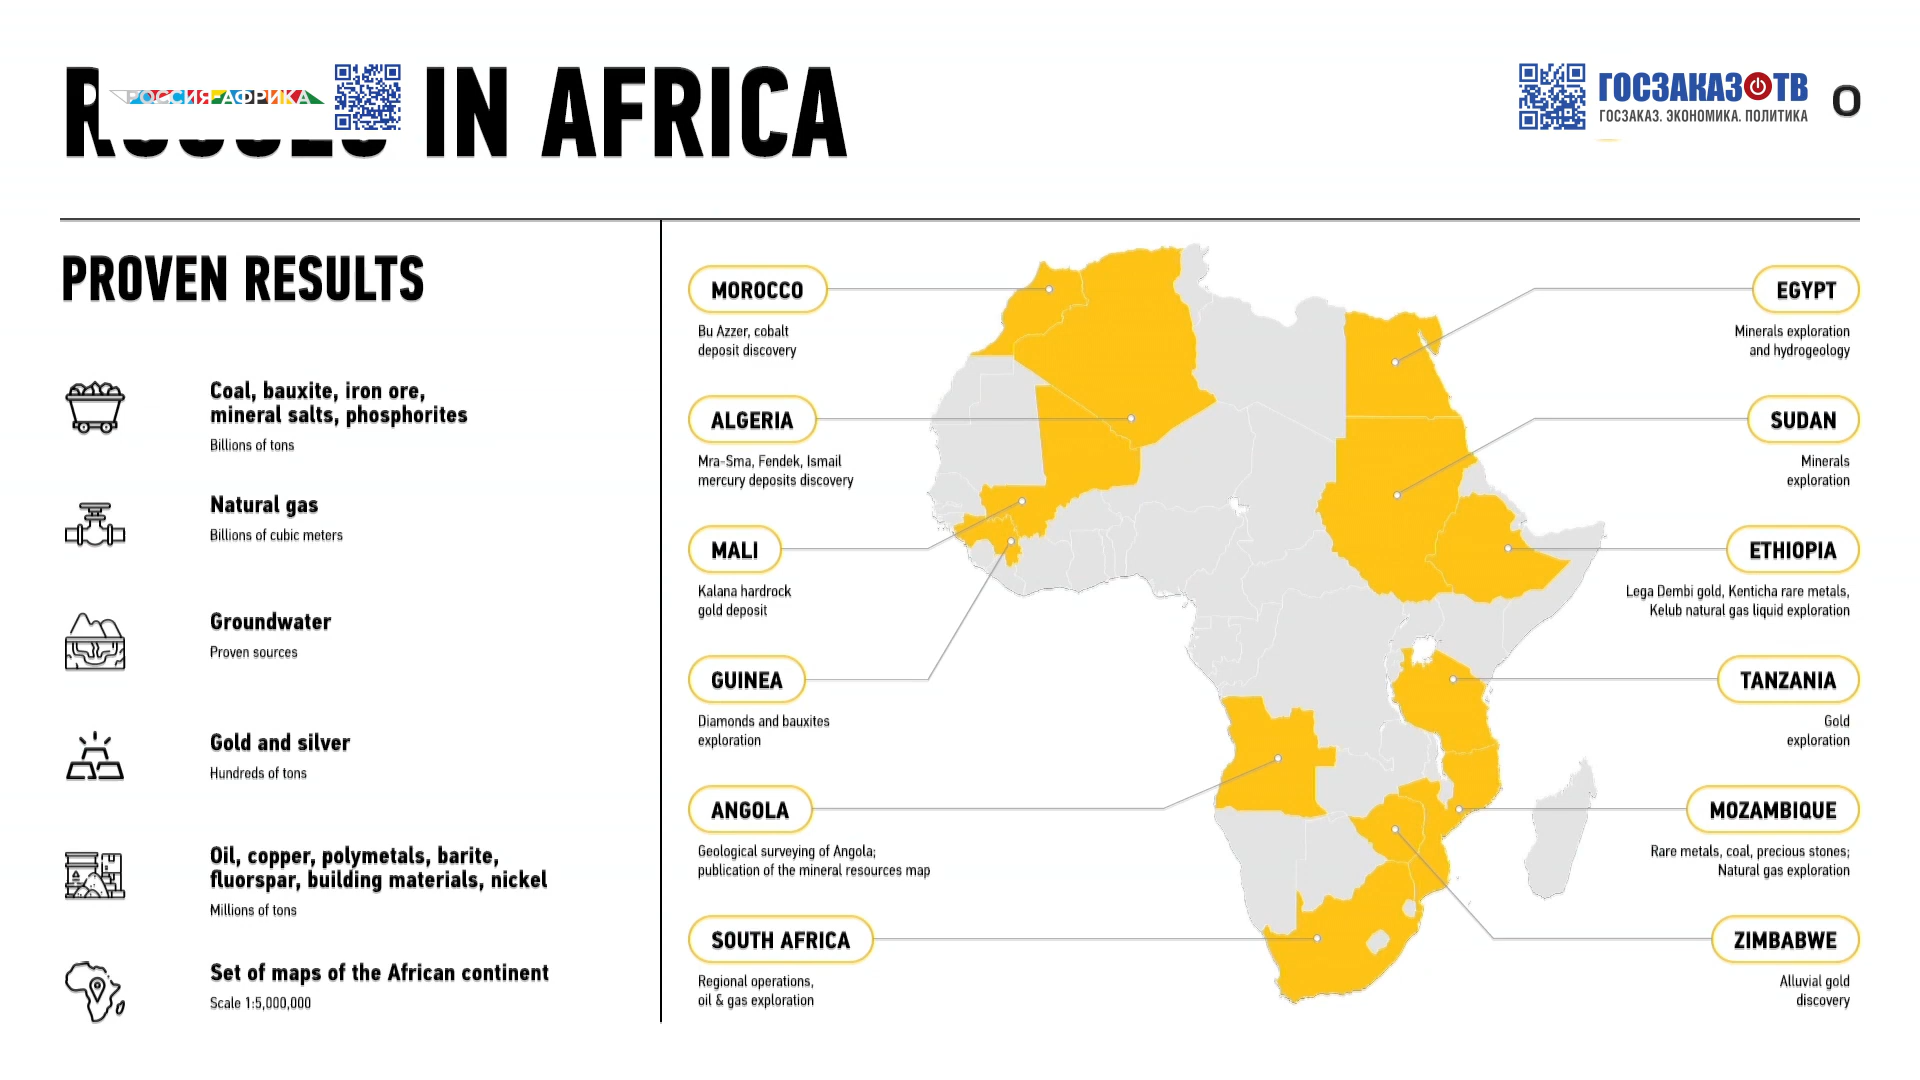 РОССИЯ-АФРИКА
IN AFRICA
ГОСЗАКАЗ ТВ
ГОСЗАКАЗ. ЭКОНОМИКА. ПОЛИТИКА
PROVEN RESULTS
Coal, bauxite, iron ore,
mineral salts, phosphorites
Billions of tons
Natural gas
Billions of cubic meters
Groundwater
Proven sources
Gold and silver
Hundreds of tons
Oil, copper, polymetals, barite,
fluorspar, building materials, nickel
Millions of tons
Set of maps of the African continent
Scale 1:5,000,000
MOROCCO
Bu Azzer, cobalt
deposit discovery
ALGERIA
Mra-Sma, Fendek, Ismail
mercury deposits discovery
MALI
Kalana hardrock
gold deposit
GUINEA
Diamonds and bauxites
exploration
ANGOLA
Geological surveying of Angola;
publication of the mineral resources map
SOUTH AFRICA
Regional operations,
oil & gas exploration
EGYPT
Minerals exploration
and hydrogeology
SUDAN
Minerals
exploration
ETHIOPIA
Lega Dembi gold, Kenticha rare metals,
Kelub natural gas liquid exploration
TANZANIA
Gold
exploration
MOZAMBIQUE
Rare metals, coal, precious stones;
Natural gas exploration
ZIMBABWE
Alluvial gold
discovery